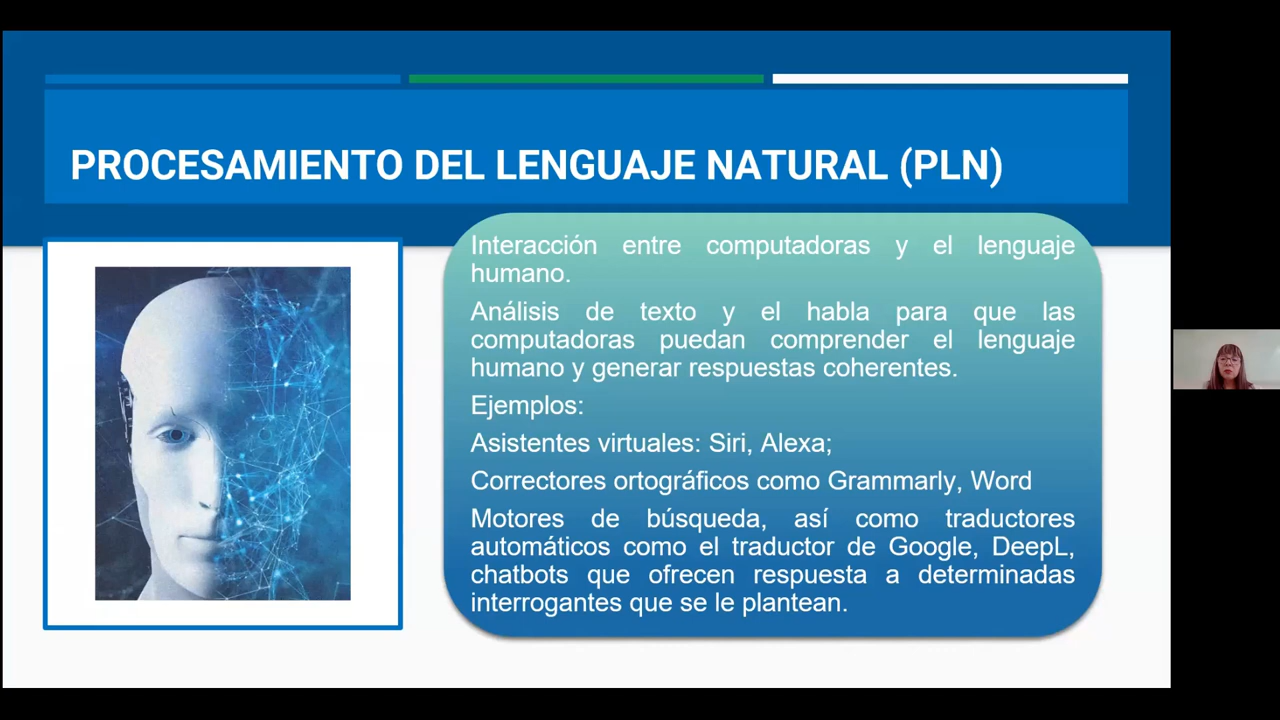 PROCESAMIENTO DEL LENGUAJE NATURAL (PLN)
Interacción entre computadoras y el lenguaje
humano.
Análisis de texto y el habla para que las
computadoras puedan comprender el lenguaje
humano y generar respuestas coherentes.
Ejemplos:
Asistentes virtuales: Siri, Alexa;
Correctores ortográficos como Grammarly, Word
Motores de búsqueda, así como traductores
automáticos como el traductor de Google, DeepL,
chatbots que ofrecen respuesta a determinadas
interrogantes que se le plantean.